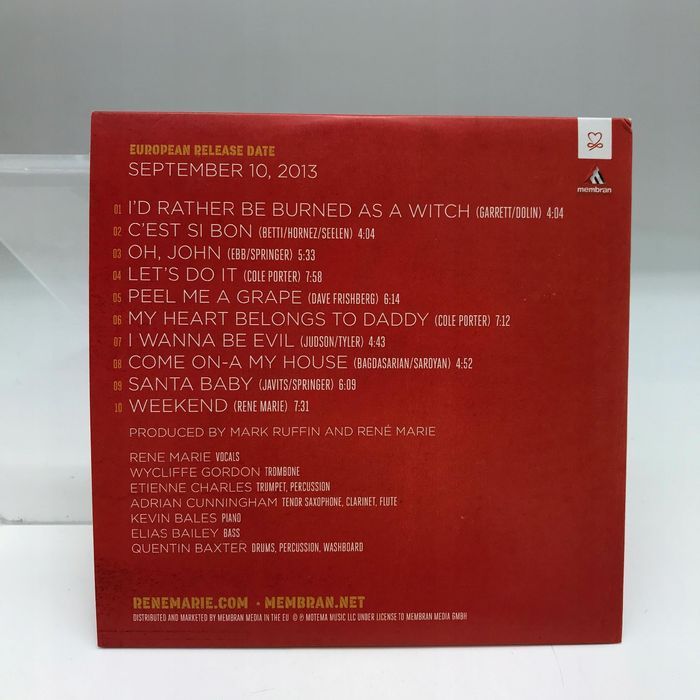 EUROPEAN RELEASE DATE
SEPTEMBER 10, 2013
membran
01 I'D RATHER BE BURNED AS A WITCH (GARRETT/DOLIN) 4:04
02 C'EST SI BON (BETTI/HORNEZ/SEELEN) 4:04
03 OH, JOHN (EBB/SPRINGER) 5:33
04 LET'S DO IT (COLE PORTER) 7:58
05 PEEL ME A GRAPE (DAVE FRISHBERG) 6:14
06 MY HEART BELONGS TO DADDY (COLE PORTER) 7:12
07 I WANNA BE EVIL (JUDSON/TYLER) 4:43
08 COME ON-A MY HOUSE (BAGDASARIAN/SAROYAN) 4:52
09 SANTA BABY (JAVITS/SPRINGER) 6:09
10 WEEKEND (RENE MARIE) 7:31
PRODUCED BY MARK RUFFIN AND RENÉ MARIE
RENE MARIE VOCALS
WYCLIFFE GORDON TROMBONE
ETIENNE CHARLES TRUMPET, PERCUSSION
ADRIAN CUNNINGHAM TENOR SAXOPHONE, CLARINET, FLUTE
KEVIN BALES PIANO
ELIAS BAILEY BASS
QUENTIN BAXTER DRUMS, PERCUSSION, WASHBOARD
RENEMARIE.COM • MEMBRAN.NET
DISTRIBUTED AND MARKETED BY MEMBRAN MEDIA IN THE EU © ℗ MOTEMA MUSIC LLC UNDER LICENSE TO MEMBRAN MEDIA GMBH